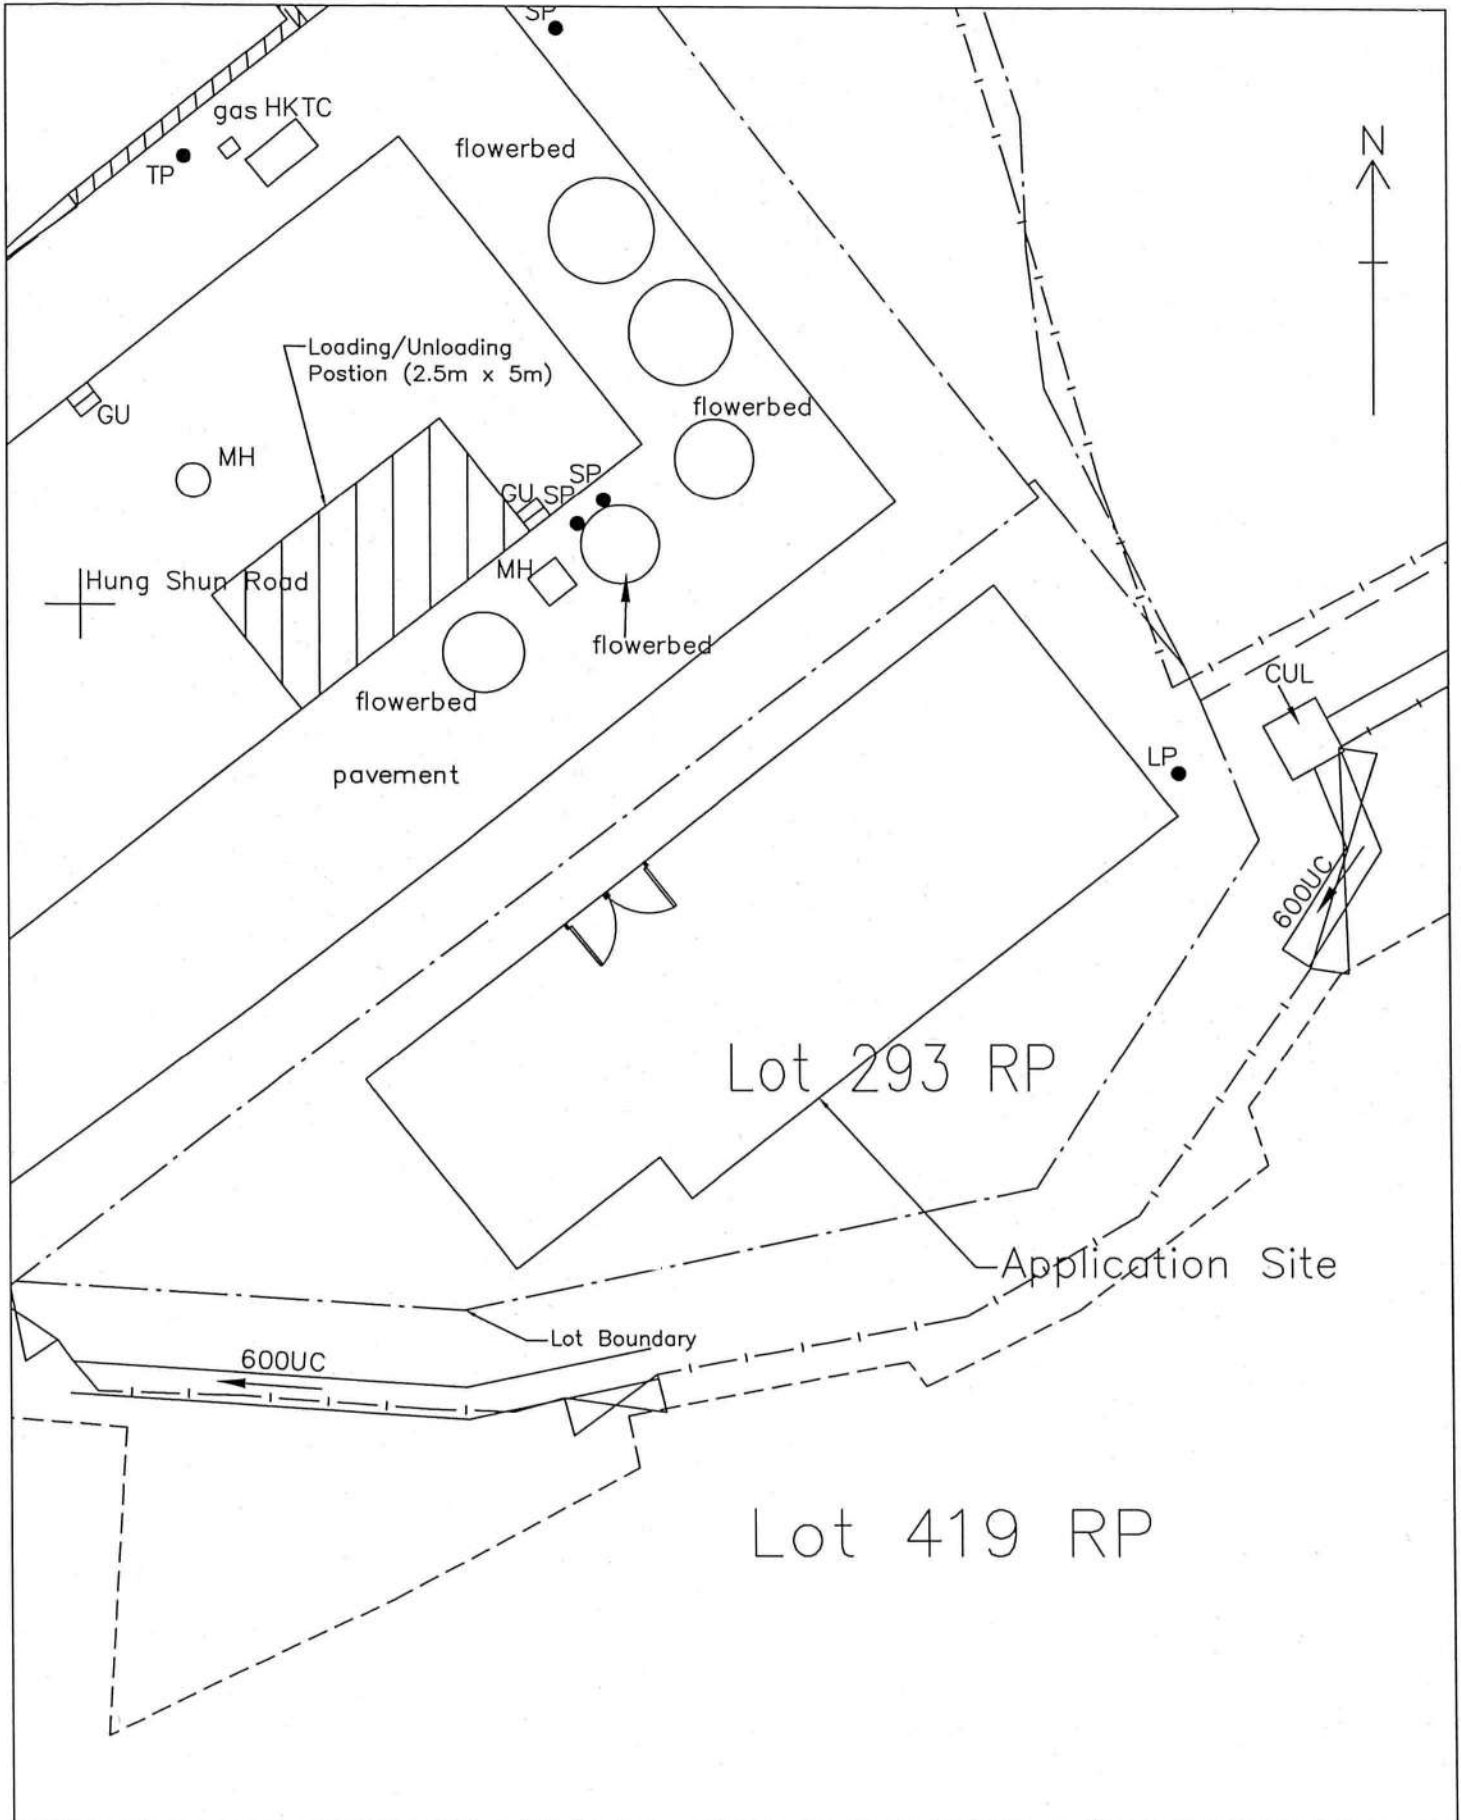 SP
gas HKTC
TP
flowerbed
N
Loading/Unloading
Postion (2.5m x 5m)
GU
flowerbed
MH
SP
GU SP
Hung Shun Road
MH
flowerbed
CUL
flowerbed
LP
pavement
600UC
Lot 293 RP
Application Site
Lot Boundary
600UC
Lot 419 RP